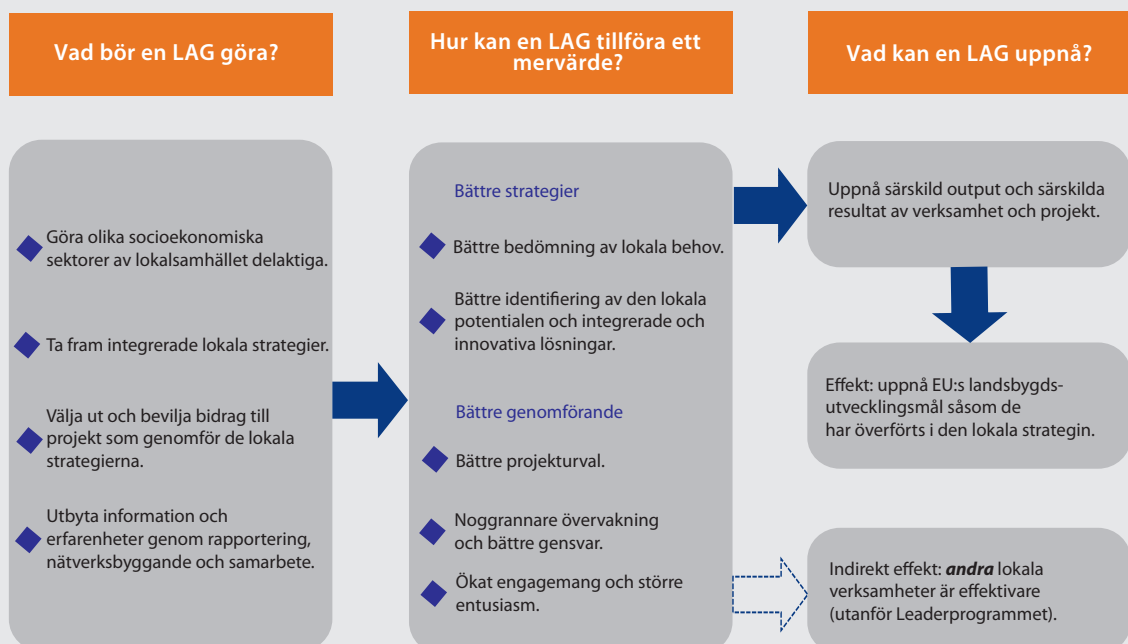 Vad bör en LAG göra?
Göra olika socioekonomiska
sektorer av lokalsamhället delaktiga.
Ta fram integrerade lokala strategier.
Välja ut och bevilja bidrag till
projekt som genomför de lokala
strategierna.
Utbyta information och
erfarenheter genom rapportering,
nätverksbyggande och samarbete.
Hur kan en LAG tillföra ett
mervärde?
Bättre strategier
Bättre bedömning av lokala behov.
Bättre identifiering av den lokala
potentialen och integrerade och
innovativa lösningar.
Bättre genomförande
Bättre projekturval.
Noggrannare övervakning
och bättre gensvar.
Ökat engagemang och större
entusiasm.
Vad kan en LAG uppnå?
Uppnå särskild output och särskilda
resultat av verksamhet och projekt.
Effekt: uppnå EU:s landsbygds-
utvecklingsmål såsom de
har överförts i den lokala strategin.
Indirekt effekt: andra lokala
verksamheter är effektivare
(utanför Leaderprogrammet).